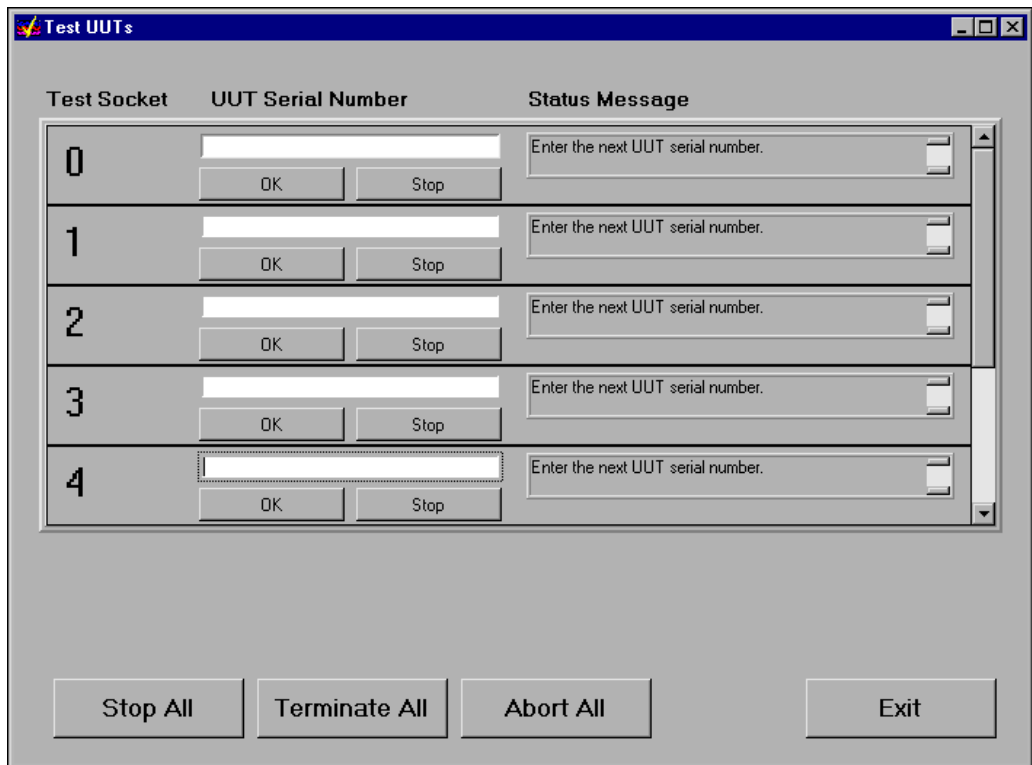 Test UUTs
Test Socket UUT Serial Number Status Message
0 Enter the next UUT serial number.
OK Stop
1 Enter the next UUT serial number.
OK Stop
2 Enter the next UUT serial number.
OK Stop
3 Enter the next UUT serial number.
OK Stop
4 Enter the next UUT serial number.
OK Stop
Stop All Terminate All Abort All Exit